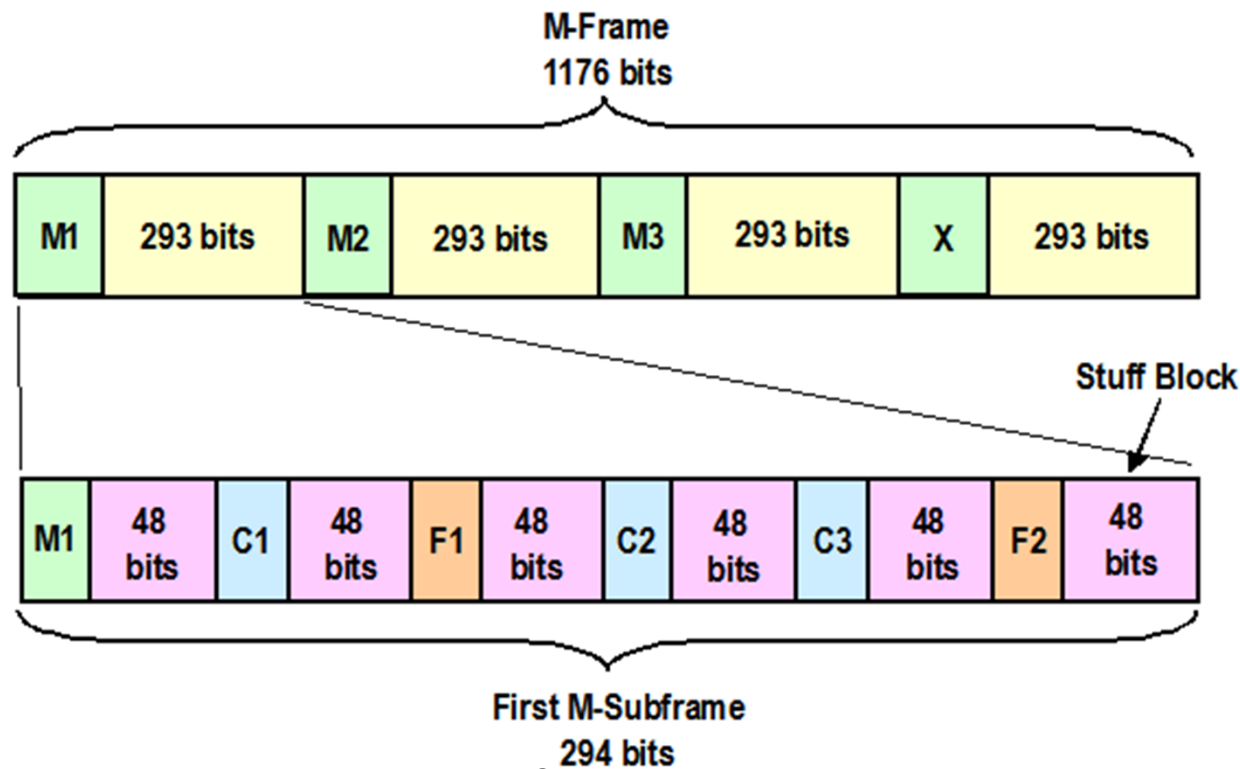 M-Frame
1176 bits
M1 293 bits M2 293 bits M3 293 bits X 293 bits
Stuff Block
M1 48 bits C1 48 bits F1 48 bits C2 48 bits C3 48 bits F2 48 bits
First M-Subframe
294 bits